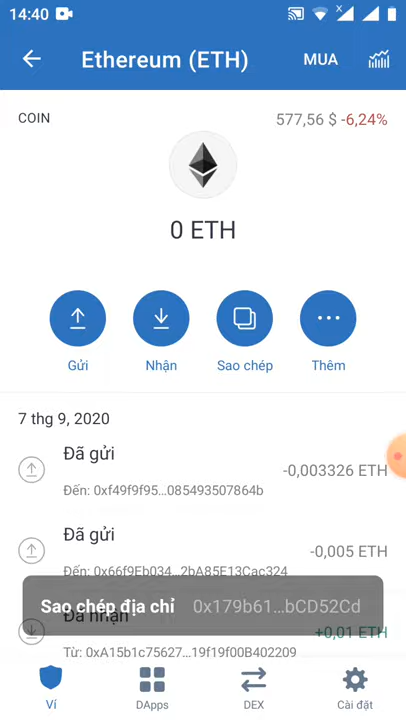 14:40
Ethereum (ETH) MUA
COIN 577,56 $ -6,24%
0 ETH
Gửi Nhận Sao chép Thêm
7 thg 9, 2020
Đã gửi
-0,003326 ETH
Đến: 0xf49f9f95...085493507864b
Đã gửi
-0,005 ETH
Đến: 0x66f9Eb034...2bA85E13Cac324
Sao chép địa chỉ 0x179b61...bCD52Cd
Đã nhận
+0,01 ETH
Từ: 0xA15b1c75627...19f19f00B402209
Ví DApps DEX Cài đặt